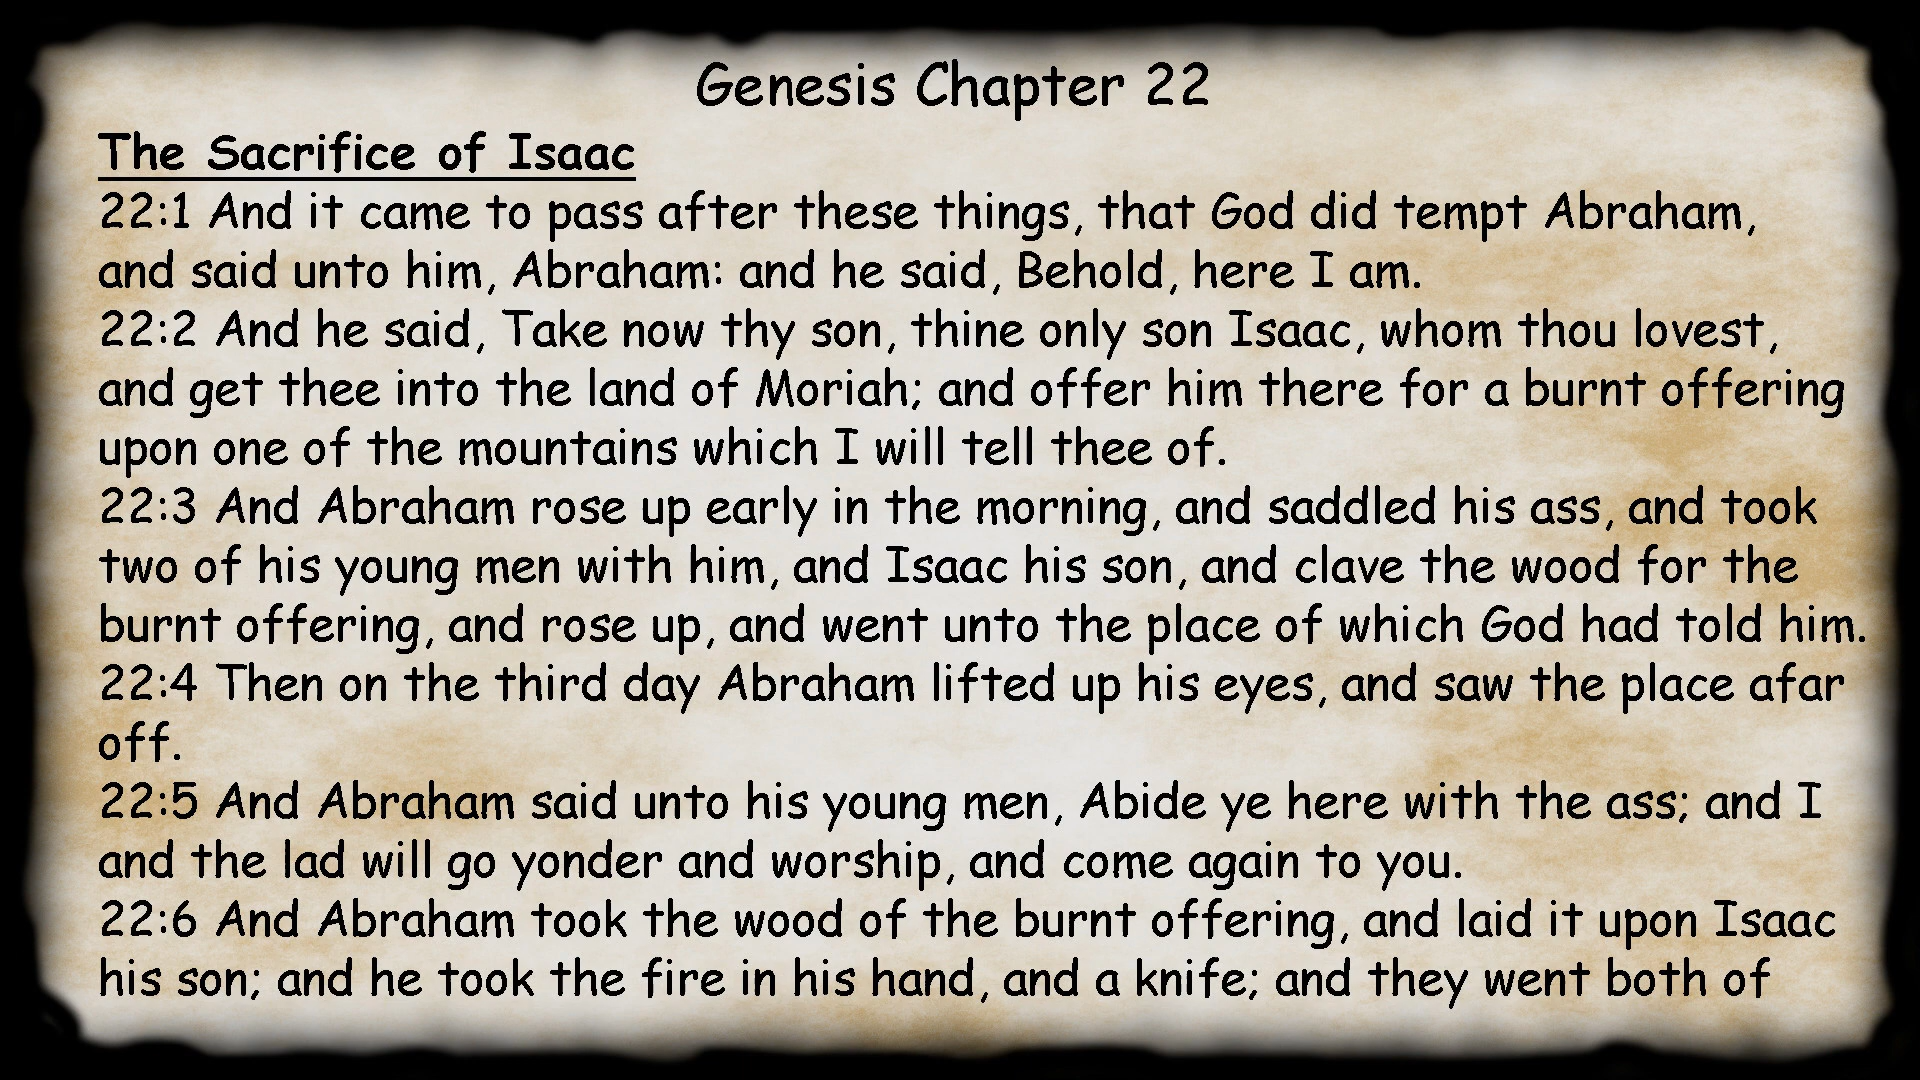 Genesis Chapter 22
The Sacrifice of Isaac
22:1 And it came to pass after these things, that God did tempt Abraham,
and said unto him, Abraham: and he said, Behold, here I am.
22:2 And he said, Take now thy son, thine only son Isaac, whom thou lovest,
and get thee into the land of Moriah; and offer him there for a burnt offering
upon one of the mountains which I will tell thee of.
22:3 And Abraham rose up early in the morning, and saddled his ass, and took
two of his young men with him, and Isaac his son, and clave the wood for the
burnt offering, and rose up, and went unto the place of which God had told him.
22:4 Then on the third day Abraham lifted up his eyes, and saw the place afar
off.
22:5 And Abraham said unto his young men, Abide ye here with the ass; and I
and the lad will go yonder and worship, and come again to you.
22:6 And Abraham took the wood of the burnt offering, and laid it upon Isaac
his son; and he took the fire in his hand, and a knife; and they went both of